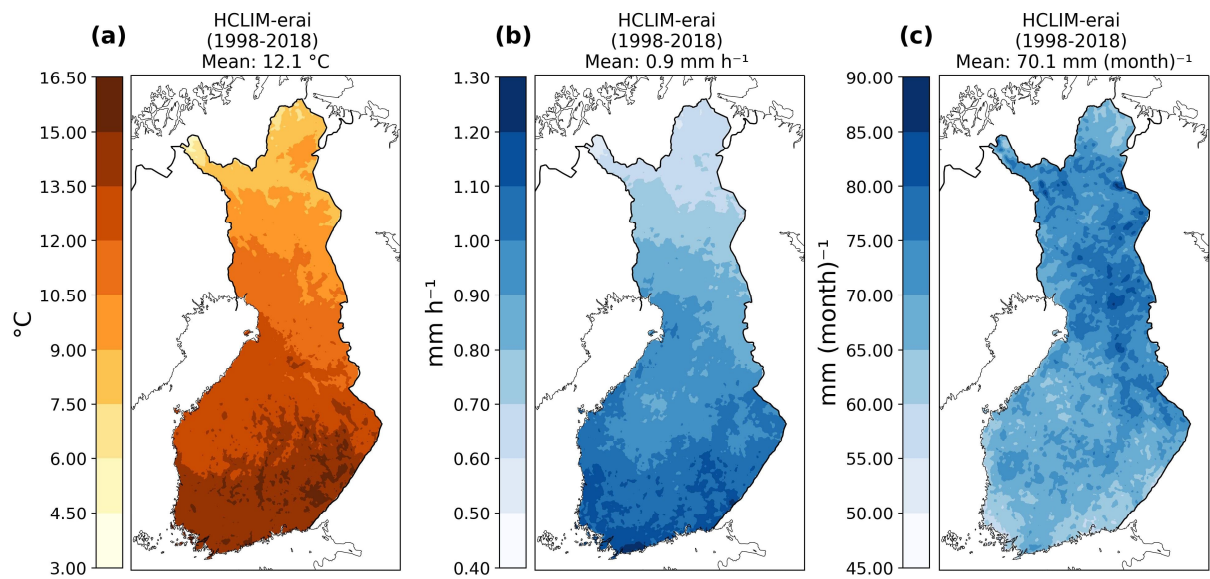 (a)
HCLIM-erai
(1998-2018)
Mean: 12.1 °C
16.50
15.00
13.50
12.00
10.50
9.00
7.50
6.00
4.50
3.00
°C
(b)
HCLIM-erai
(1998-2018)
Mean: 0.9 mm h⁻¹
1.30
1.20
1.10
1.00
0.90
0.80
0.70
0.60
0.50
0.40
mm h⁻¹
(c)
HCLIM-erai
(1998-2018)
Mean: 70.1 mm (month)⁻¹
90.00
85.00
80.00
75.00
70.00
65.00
60.00
55.00
50.00
45.00
mm (month)⁻¹